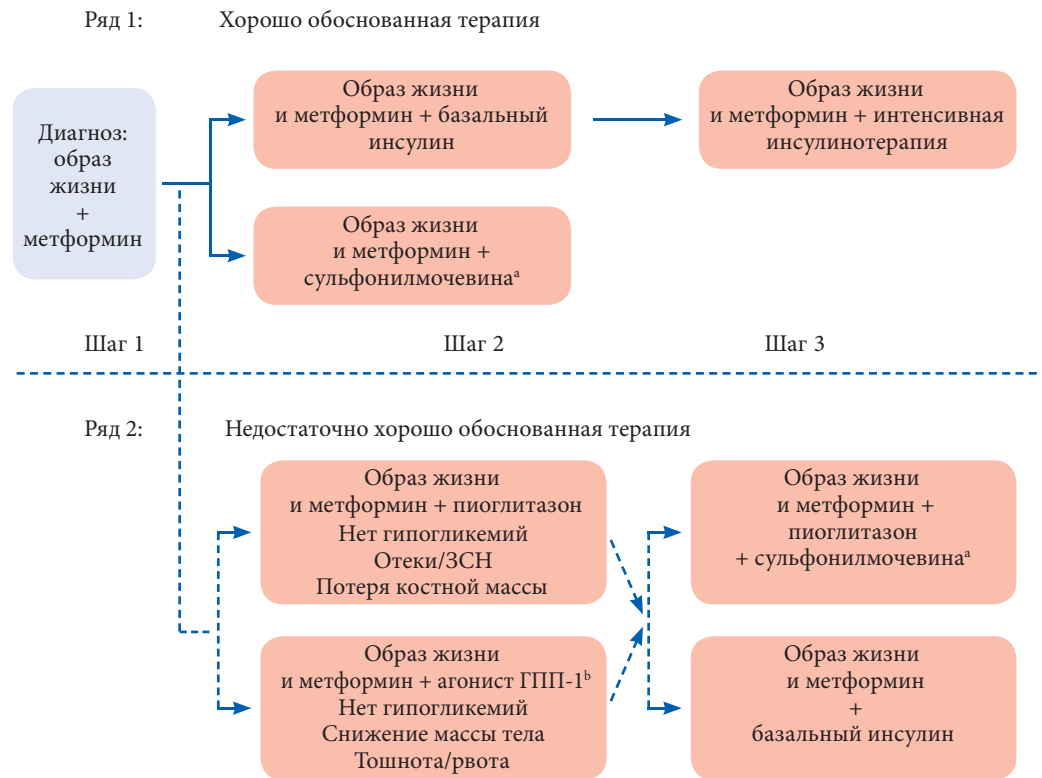 Ряд 1: Хорошо обоснованная терапия
Диагноз:
образ
жизни
+
метформин
Образ жизни
и метформин + базальный
инсулин
Образ жизни
и метформин + интенсивная
инсулинотерапия
Образ жизни
и метформин +
сульфонилмочевинаᵃ
Шаг 1 Шаг 2 Шаг 3
Ряд 2: Недостаточно хорошо обоснованная терапия
Образ жизни
и метформин + пиоглитазон
Нет гипогликемий
Отеки/ЗСН
Потеря костной массы
Образ жизни
и метформин +
пиоглитазон
+ сульфонилмочевинаᵃ
Образ жизни
и метформин + агонист ГПП-1ᵇ
Нет гипогликемий
Снижение массы тела
Тошнота/рвота
Образ жизни
и метформин
+
базальный инсулин